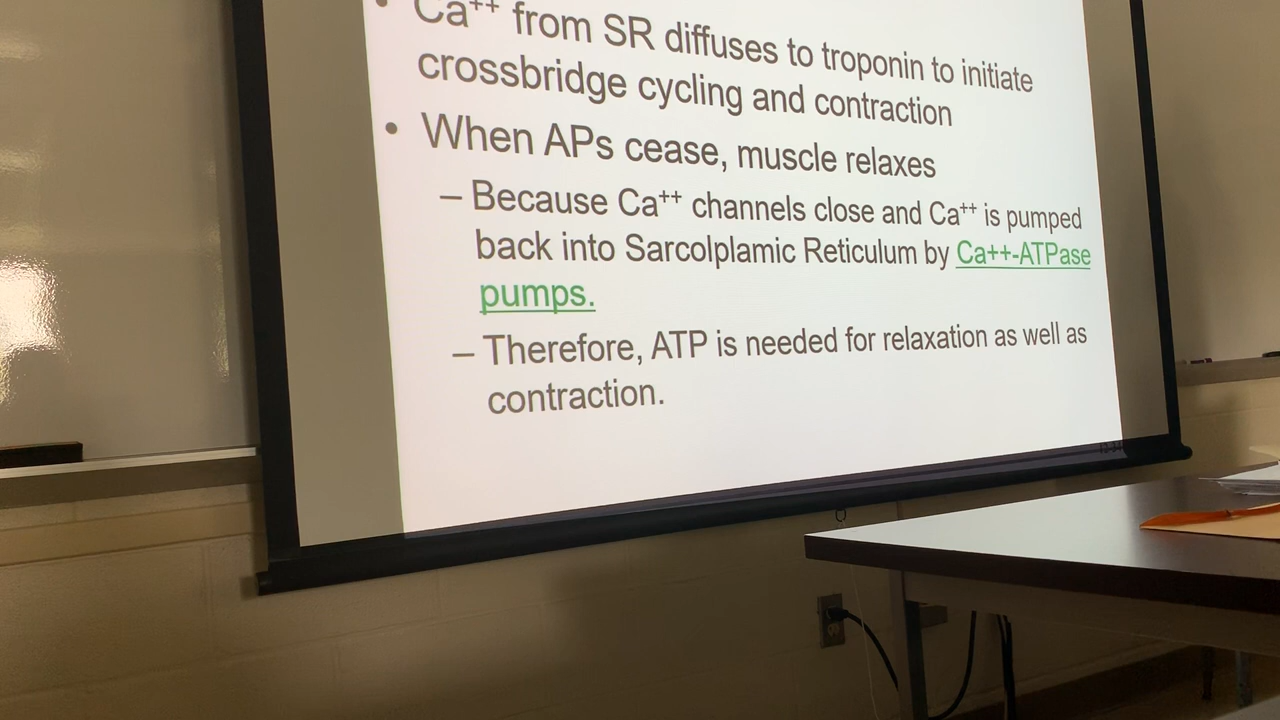 • Ca⁺⁺ from SR diffuses to troponin to initiate
crossbridge cycling and contraction
• When APs cease, muscle relaxes
– Because Ca⁺⁺ channels close and Ca⁺⁺ is pumped
back into Sarcolplamic Reticulum by Ca++-ATPase
pumps.
– Therefore, ATP is needed for relaxation as well as
contraction.